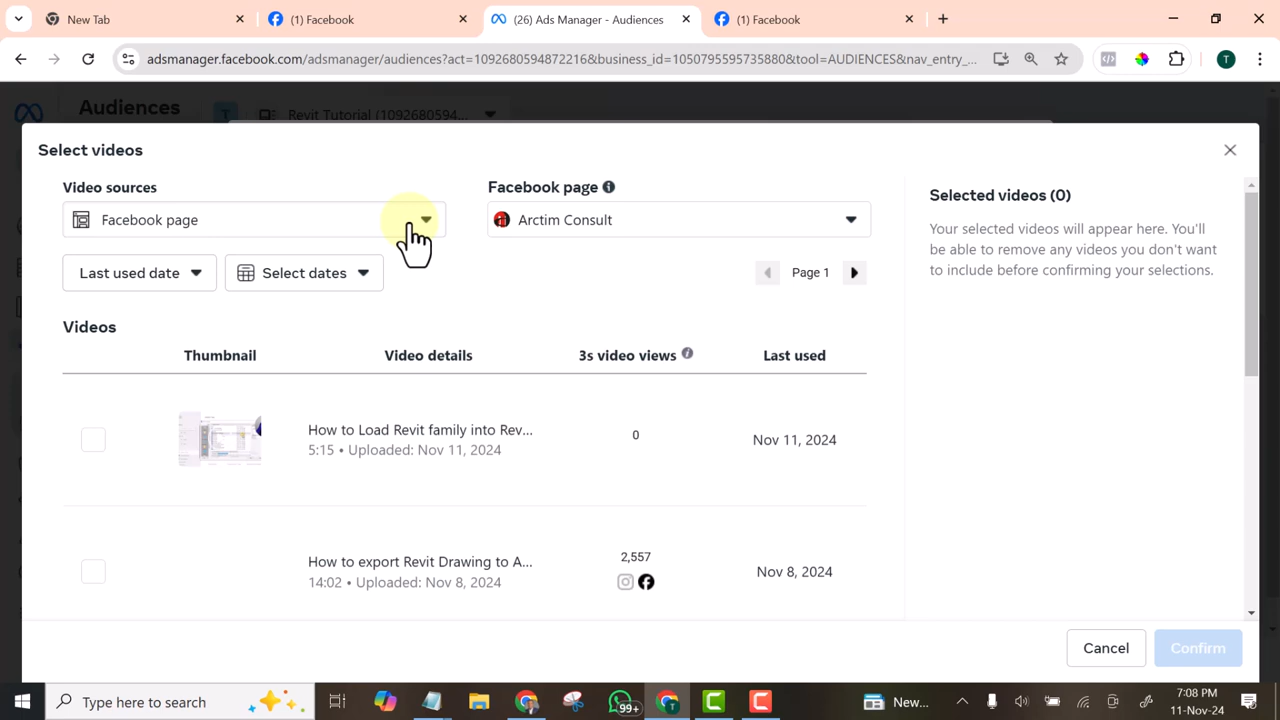 New Tab
(1) Facebook
(26) Ads Manager - Audiences
(1) Facebook
adsmanager.facebook.com/adsmanager/audiences?act=1092680594872216&business_id=1050795595735880&tool=AUDIENCES&nav_entry_...
T
Audiences
T
Revit Tutorial (1092680594...
Select videos
Video sources
Facebook page
Facebook page
Arctim Consult
Selected videos (0)
Your selected videos will appear here. You'll
be able to remove any videos you don't want
to include before confirming your selections.
Last used date
Select dates
Page 1
Videos
Thumbnail
Video details
3s video views
Last used
How to Load Revit family into Rev...
5:15 • Uploaded: Nov 11, 2024
0
Nov 11, 2024
How to export Revit Drawing to A...
14:02 • Uploaded: Nov 8, 2024
2,557
Nov 8, 2024
Cancel
Confirm
Type here to search
99+
New...
7:08 PM
11-Nov-24